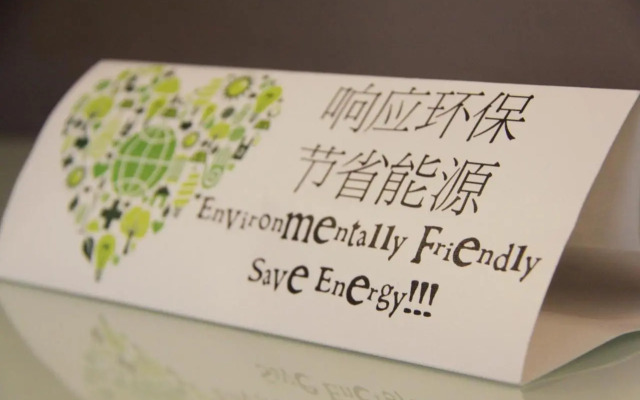 响应环保
节省能源
Environmentally Friendly
Save Energy!!!